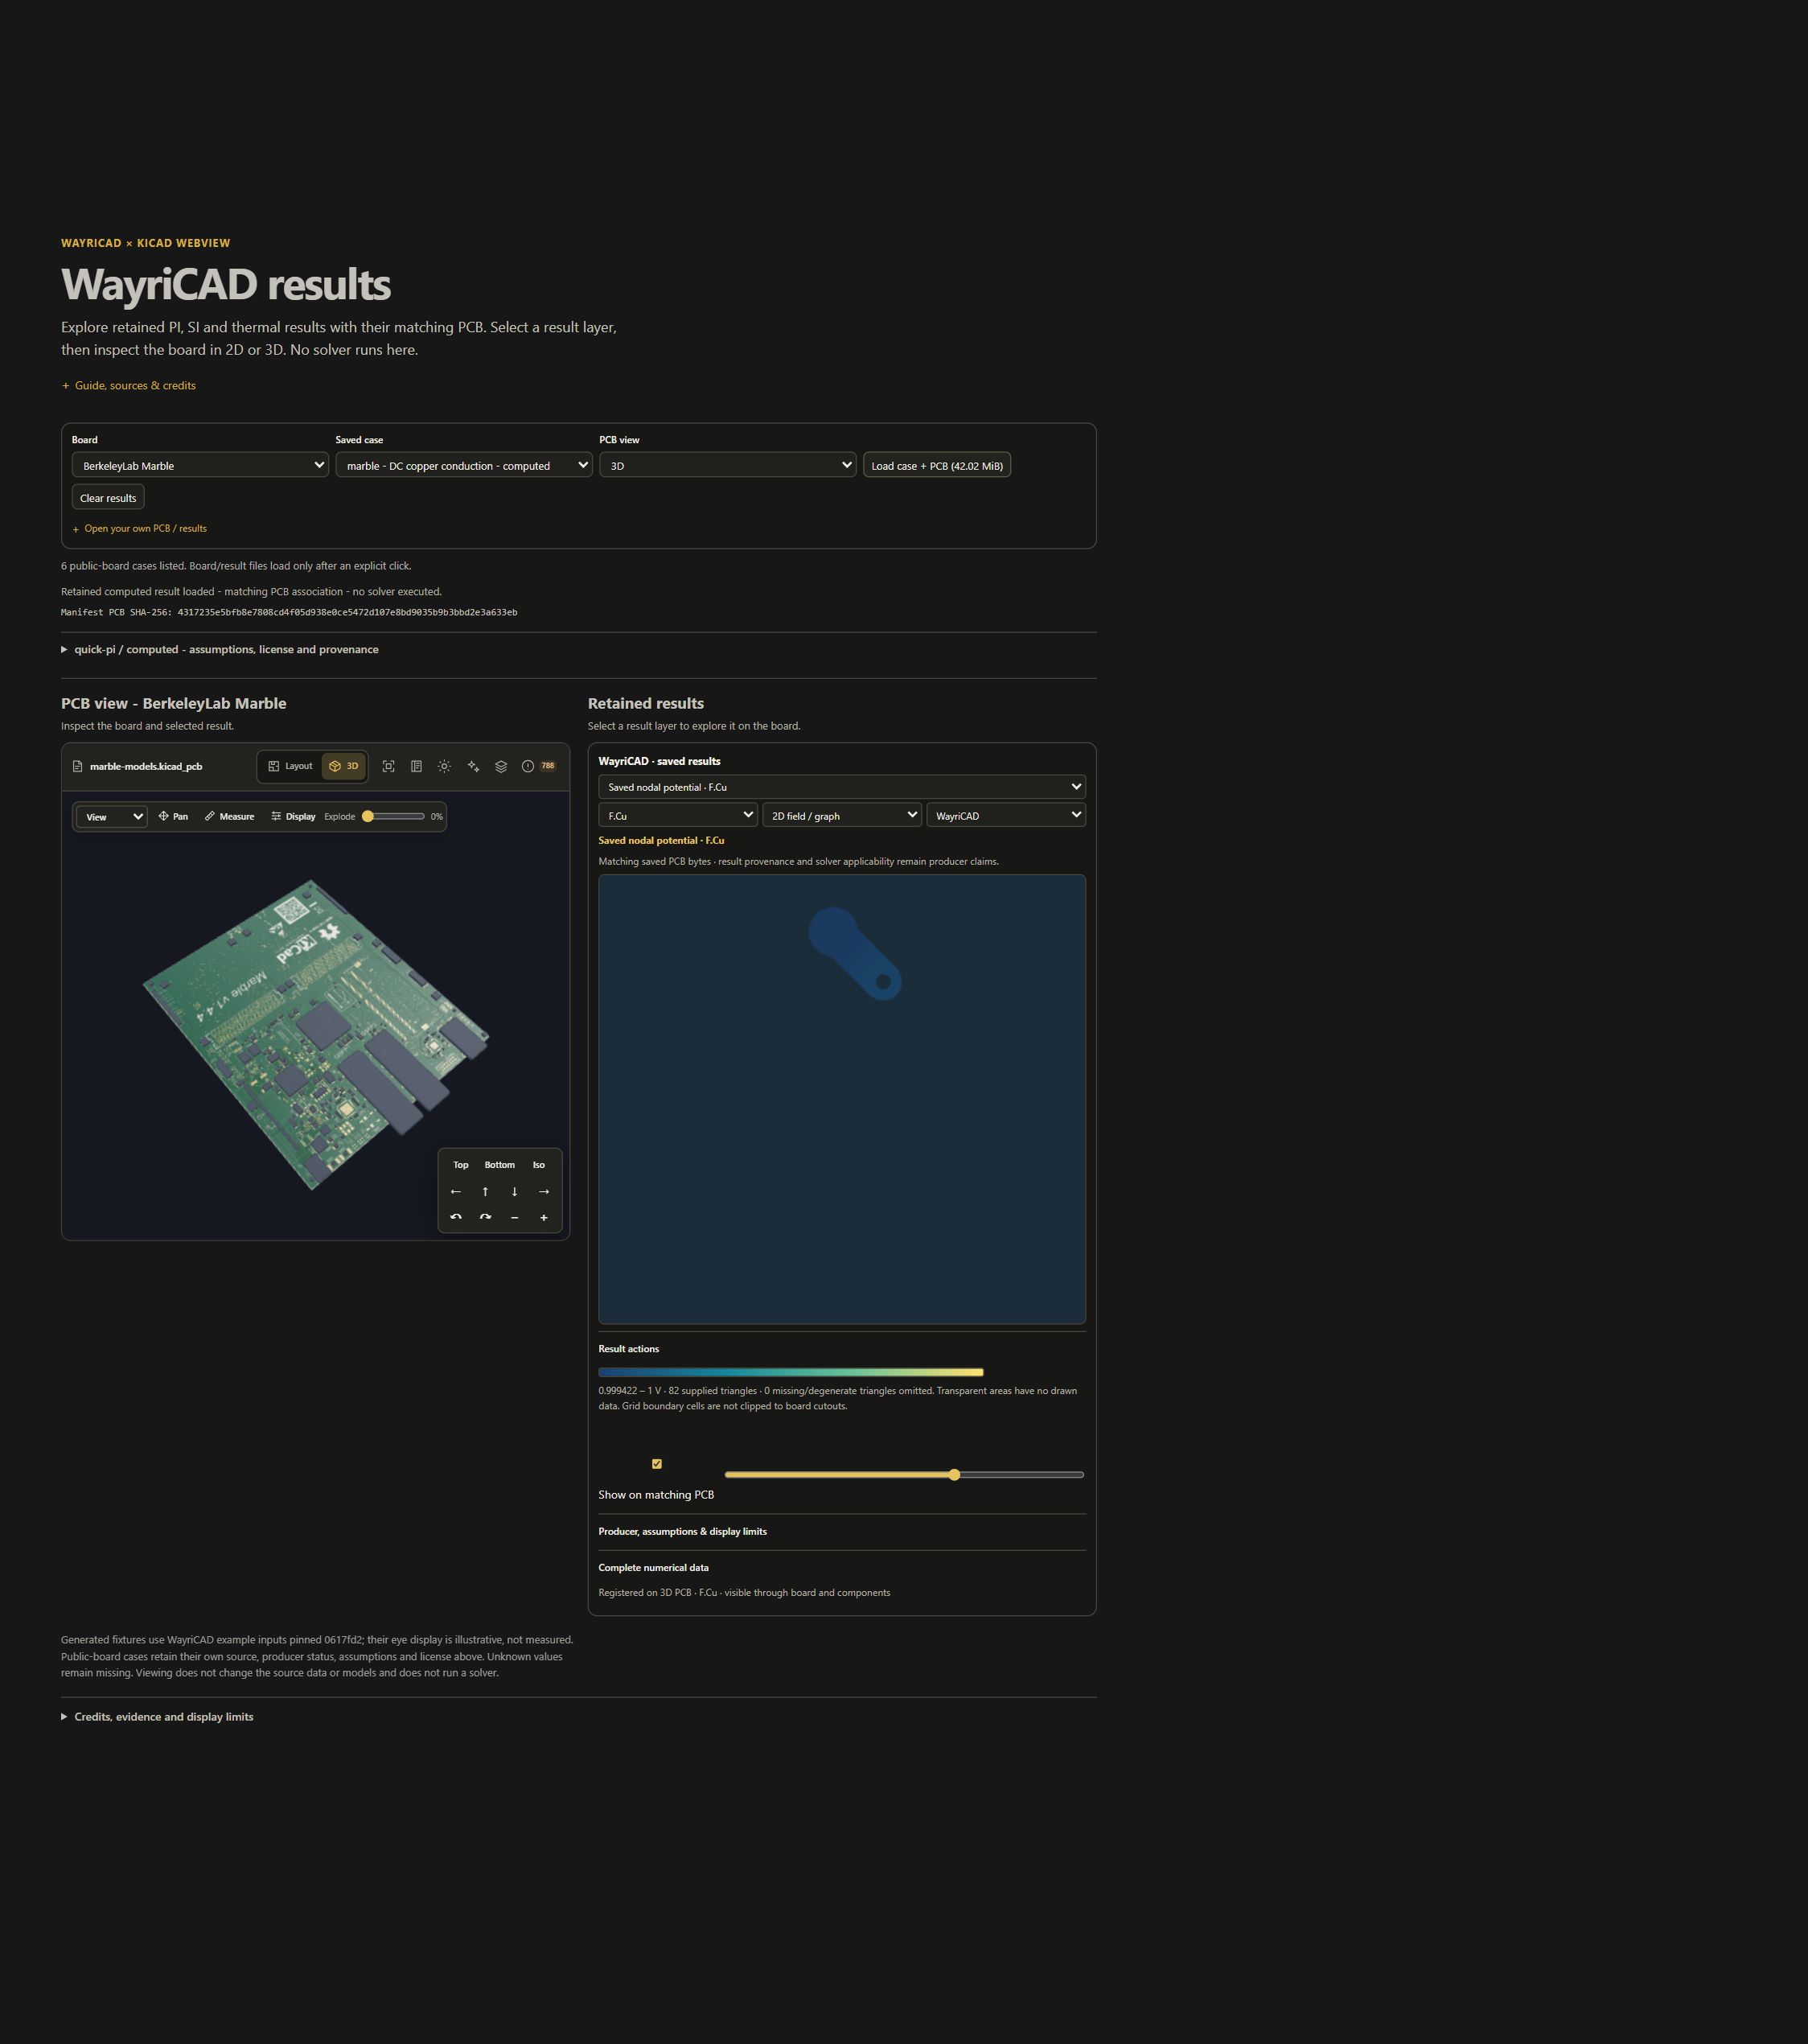 WAYRICAD × KICAD WEBVIEW
WayriCAD results
Explore retained PI, SI and thermal results with their matching PCB. Select a result layer,
then inspect the board in 2D or 3D. No solver runs here.
+ Guide, sources & credits
Board
Saved case
PCB view
BerkeleyLab Marble
marble - DC copper conduction - computed
3D
Load case + PCB (42.02 MiB)
Clear results
+ Open your own PCB / results
6 public-board cases listed. Board/result files load only after an explicit click.
Retained computed result loaded - matching PCB association - no solver executed.
Manifest PCB SHA-256: 4317235e5bfb8e7808cd4f05d938e0ce5472d107e8bd9035b9b3bbd2e3a633eb
quick-pi / computed - assumptions, license and provenance
PCB view - BerkeleyLab Marble
Inspect the board and selected result.
marble-models.kicad_pcb
Layout
3D
788
View
Pan
Measure
Display
Explode
0%
KiCad
Marble v1.4.4
Top
Bottom
Iso
← ↑ ↓ →
− +
Retained results
Select a result layer to explore it on the board.
WayriCAD · saved results
Saved nodal potential · F.Cu
F.Cu
2D field / graph
WayriCAD
Saved nodal potential · F.Cu
Matching saved PCB bytes · result provenance and solver applicability remain producer claims.
Result actions
0.999422 – 1 V · 82 supplied triangles · 0 missing/degenerate triangles omitted. Transparent areas have no drawn
data. Grid boundary cells are not clipped to board cutouts.
Show on matching PCB
Producer, assumptions & display limits
Complete numerical data
Registered on 3D PCB · F.Cu · visible through board and components
Generated fixtures use WayriCAD example inputs pinned 0617fd2; their eye display is illustrative, not measured.
Public-board cases retain their own source, producer status, assumptions and license above. Unknown values
remain missing. Viewing does not change the source data or models and does not run a solver.
Credits, evidence and display limits